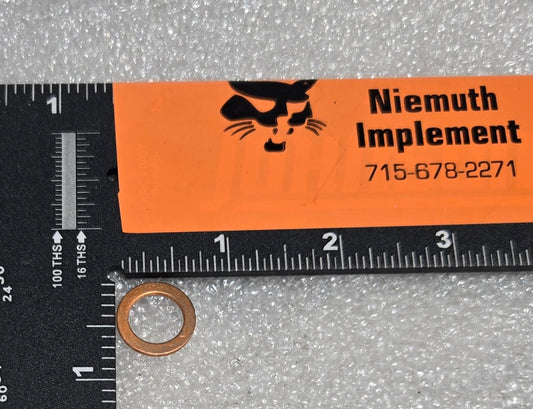 Niemuth
Implement
715-678-2271
1
100 THS
16 THS
1 2 3
1